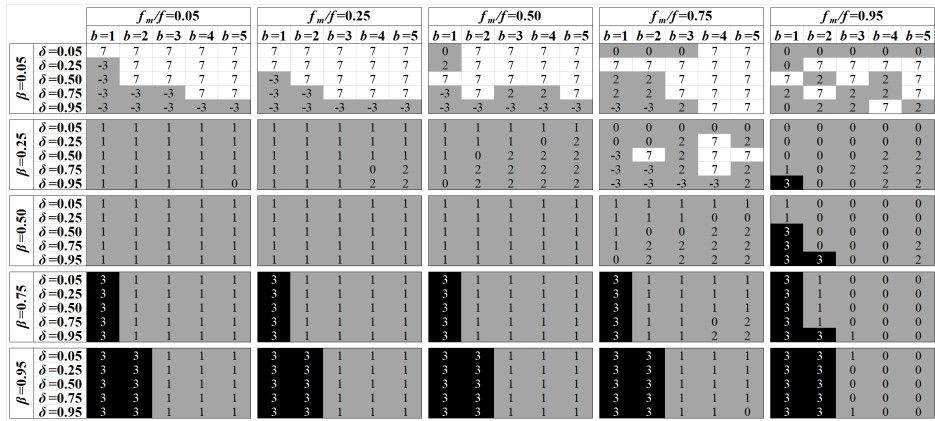 f_m/f=0.05 f_m/f=0.25 f_m/f=0.50 f_m/f=0.75 f_m/f=0.95
b=1 b=2 b=3 b=4 b=5 b=1 b=2 b=3 b=4 b=5 b=1 b=2 b=3 b=4 b=5 b=1 b=2 b=3 b=4 b=5 b=1 b=2 b=3 b=4 b=5
β=0.05
δ=0.05 7 7 7 7 7 7 7 7 7 7 0 7 7 7 7 0 0 0 7 7 0 0 0 0 0
δ=0.25 -3 7 7 7 7 7 7 7 7 7 2 7 7 7 7 7 7 7 7 7 0 7 7 7 7
δ=0.50 -3 7 7 7 7 -3 7 7 7 7 7 7 7 7 7 2 2 7 7 7 7 2 7 2 7
δ=0.75 -3 -3 -3 7 7 -3 -3 7 7 7 -3 7 2 2 7 -3 2 2 7 7 2 7 2 2 7
δ=0.95 -3 -3 -3 -3 -3 -3 -3 -3 -3 -3 -3 -3 -3 -3 -3 -3 -3 2 7 7 0 2 2 7 2
β=0.25
δ=0.05 1 1 1 1 1 1 1 1 1 1 1 1 1 1 1 0 0 0 0 0 0 0 0 0 0
δ=0.25 1 1 1 1 1 1 1 1 1 1 1 1 1 0 2 0 0 2 7 2 0 0 0 0 0
δ=0.50 1 1 1 1 1 1 1 1 1 1 1 0 2 2 2 -3 7 2 7 7 0 0 0 2 2
δ=0.75 1 1 1 1 1 1 1 1 0 2 1 2 2 2 2 -3 -3 2 7 2 1 0 2 2 2
δ=0.95 1 1 1 1 0 1 1 1 2 2 0 2 2 2 2 -3 -3 -3 -3 2 3 0 0 2 2
β=0.50
δ=0.05 1 1 1 1 1 1 1 1 1 1 1 1 1 1 1 1 1 1 1 1 1 0 0 0 0
δ=0.25 1 1 1 1 1 1 1 1 1 1 1 1 1 1 1 1 1 1 0 0 1 0 0 0 0
δ=0.50 1 1 1 1 1 1 1 1 1 1 1 1 1 1 1 1 0 0 2 2 3 0 0 0 0
δ=0.75 1 1 1 1 1 1 1 1 1 1 1 1 1 1 1 1 2 2 2 2 3 0 0 0 2
δ=0.95 1 1 1 1 1 1 1 1 1 1 1 1 1 1 1 0 2 2 2 2 3 3 0 0 2
β=0.75
δ=0.05 3 1 1 1 1 3 1 1 1 1 3 1 1 1 1 3 1 1 1 1 3 1 0 0 0
δ=0.25 3 1 1 1 1 3 1 1 1 1 3 1 1 1 1 3 1 1 1 1 3 1 0 0 0
δ=0.50 3 1 1 1 1 3 1 1 1 1 3 1 1 1 1 3 1 1 1 1 3 1 0 0 0
δ=0.75 3 1 1 1 1 3 1 1 1 1 3 1 1 1 1 3 1 1 0 2 3 1 0 0 0
δ=0.95 3 1 1 1 1 3 1 1 1 1 3 1 1 1 1 3 1 1 2 2 3 3 1 0 0
β=0.95
δ=0.05 3 3 1 1 1 3 3 1 1 1 3 3 1 1 1 3 3 1 1 1 3 3 0 0 0
δ=0.25 3 3 1 1 1 3 3 1 1 1 3 3 1 1 1 3 3 1 1 1 3 3 0 0 0
δ=0.50 3 3 1 1 1 3 3 1 1 1 3 3 1 1 1 3 3 1 1 1 3 3 0 0 0
δ=0.75 3 3 1 1 1 3 3 1 1 1 3 3 1 1 1 3 3 1 1 1 3 3 0 0 0
δ=0.95 3 3 1 1 1 3 3 1 1 1 3 3 1 1 1 3 3 1 1 0 3 3 1 0 0